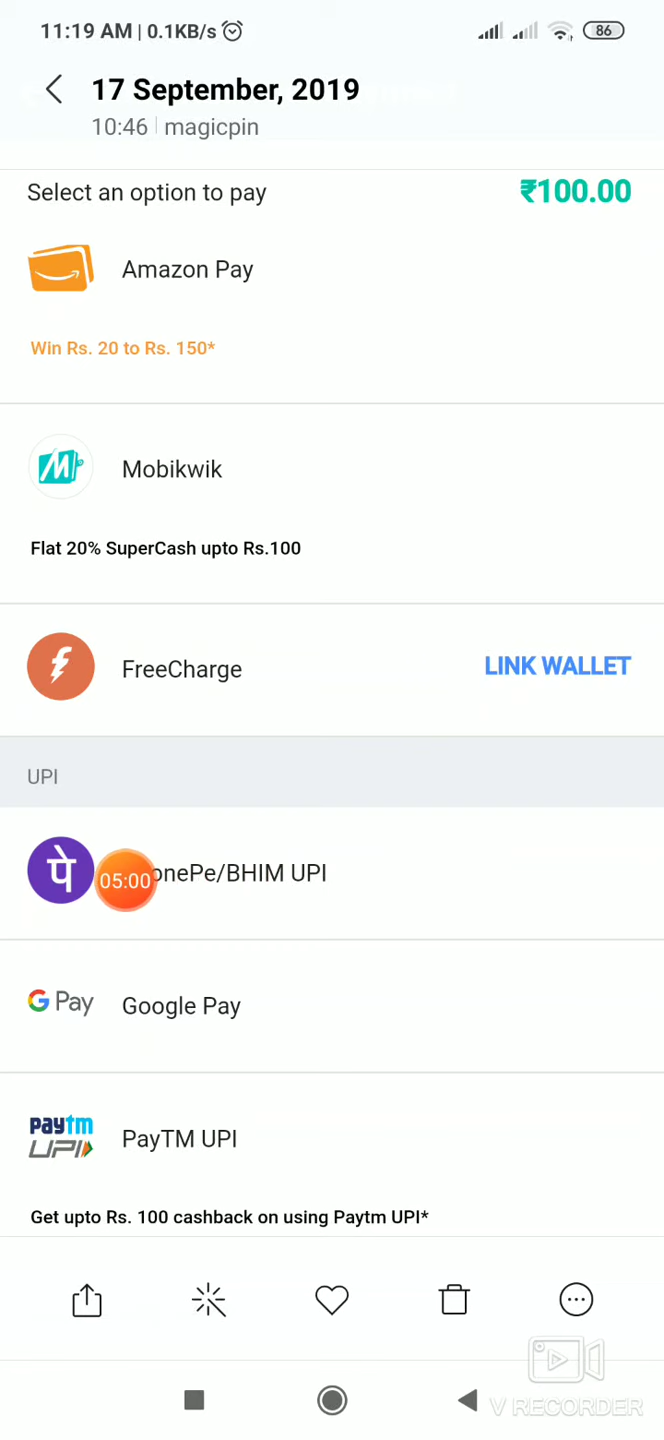 11:19 AM | 0.1KB/s
86
17 September, 2019
10:46 | magicpin
Select an option to pay
₹100.00
Amazon Pay
Win Rs. 20 to Rs. 150*
M
Mobikwik
Flat 20% SuperCash upto Rs.100
FreeCharge
LINK WALLET
UPI
पे
05:00
onePe/BHIM UPI
G Pay
Google Pay
paytm
UPI
PayTM UPI
Get upto Rs. 100 cashback on using Paytm UPI*
V RECORDER